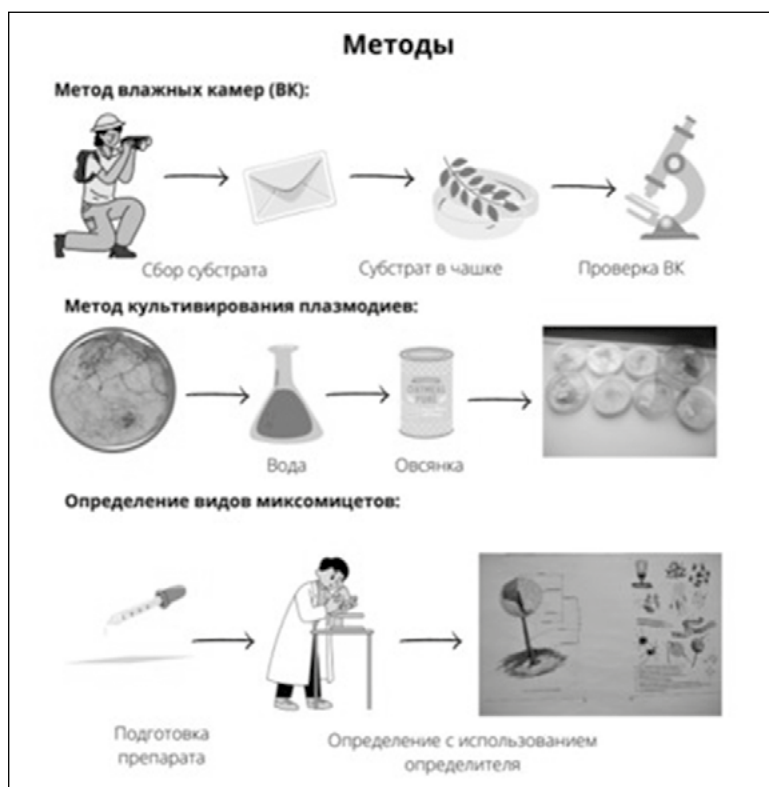 Методы
Метод влажных камер (ВК):
Сбор субстрата
Субстрат в чашке
Проверка ВК
Метод культивирования плазмодиев:
Вода
Овсянка
Определение видов миксомицетов:
Подготовка
препарата
Определение с использованием
определителя